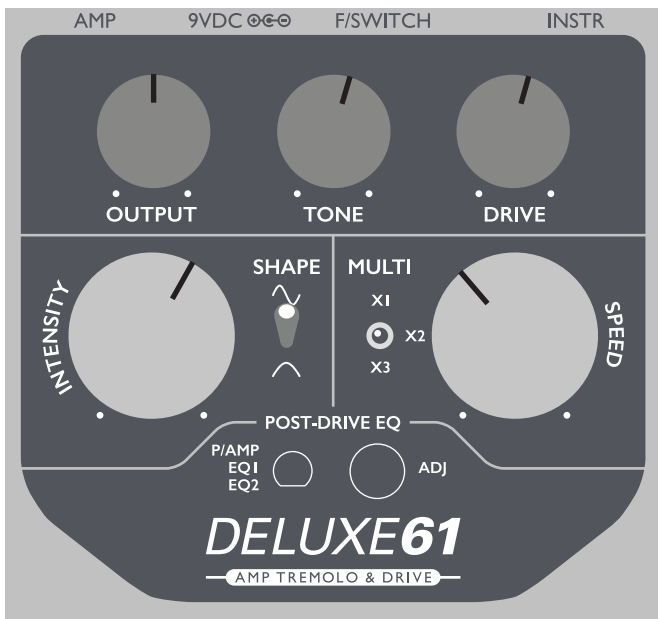 AMP 9VDC F/SWITCH INSTR
OUTPUT TONE DRIVE
SHAPE MULTI
INTENSITY
X1
X2
X3
SPEED
POST-DRIVE EQ
P/AMP
EQ1
EQ2
ADJ
DELUXE61
AMP TREMOLO & DRIVE